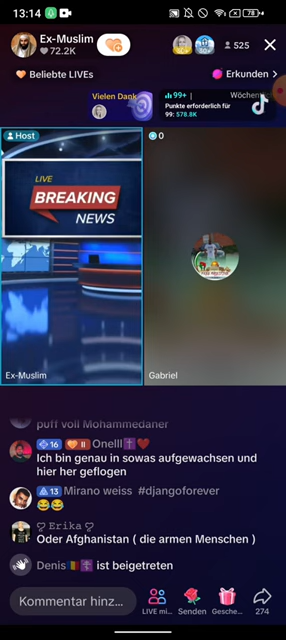 13:14
78
Ex-Muslim
72.2K
525
Beliebte LIVEs
Erkunden
Vielen Dank
99+ |
Punkte erforderlich für
99: 578.8K
Host
0
LIVE
BREAKING
NEWS
Ex-Muslim
Gabriel
puff voll Mohammedaner
16 II Onelll✝️❤️
Ich bin genau in sowas aufgewachsen und
hier her geflogen
13 Mirano weiss #djangoforever
😂😂
Erika
Oder Afghanistan ( die armen Menschen )
Denis🇷🇴✝️ ist beigetreten
Kommentar hinz...
LIVE mi...
Senden
Gesche...
274